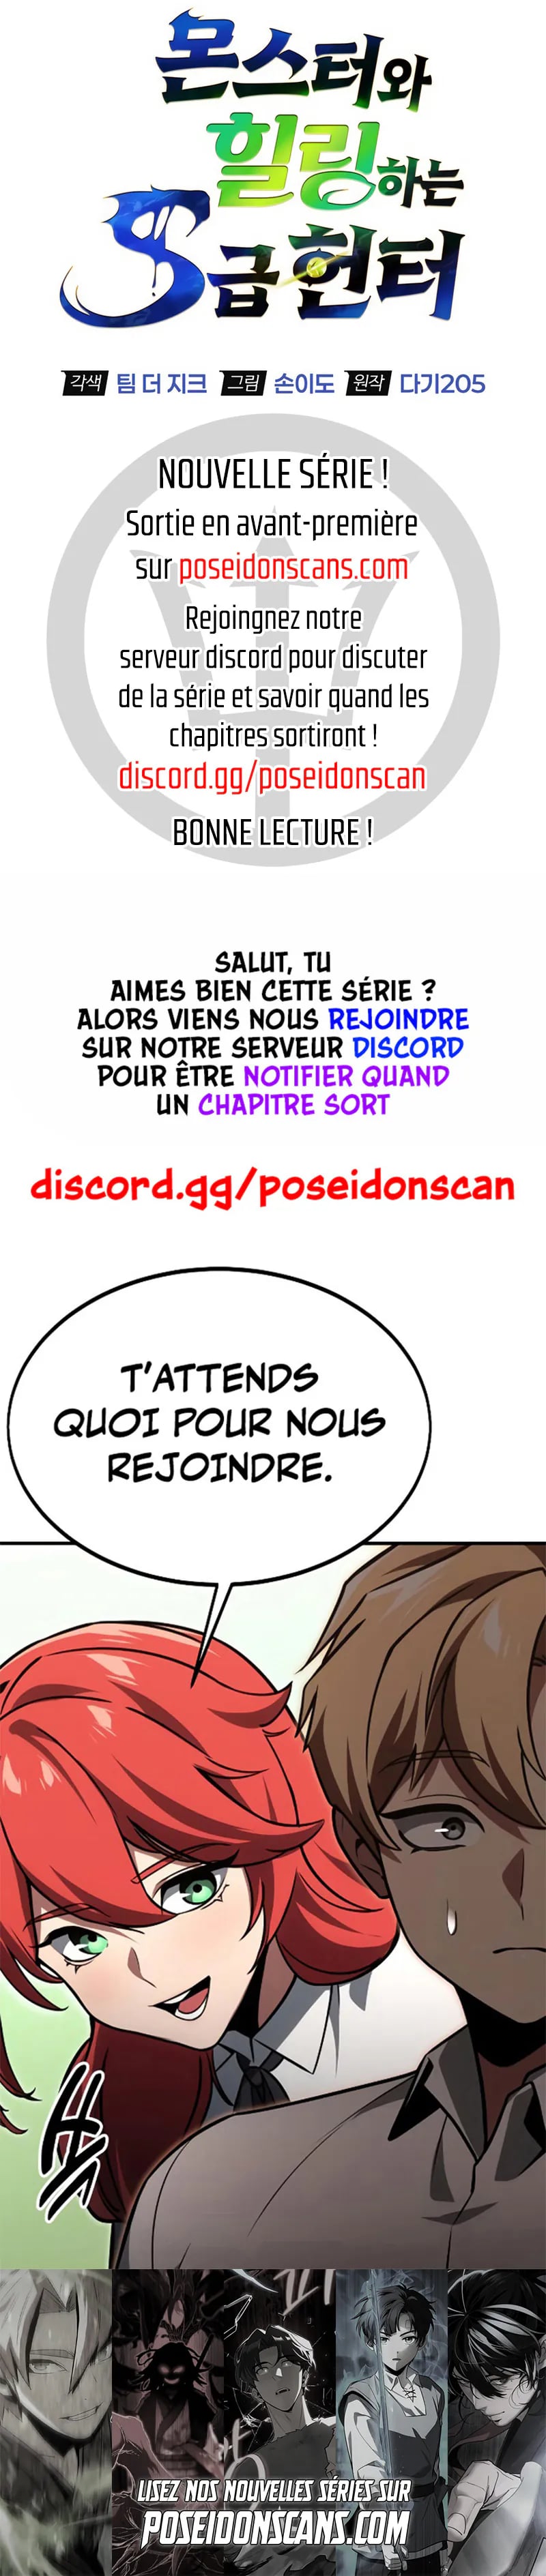 몬스터와
힐링하는
S급 헌터
각색 팀 더 지크 그림 손이도 원작 다기205
NOUVELLE SÉRIE !
Sortie en avant-première
sur poseidonscans.com
Rejoingnez notre
serveur discord pour discuter
de la série et savoir quand les
chapitres sortiront !
discord.gg/poseidonscan
BONNE LECTURE !
SALUT, TU
AIMES BIEN CETTE SÉRIE ?
ALORS VIENS NOUS REJOINDRE
SUR NOTRE SERVEUR DISCORD
POUR ÊTRE NOTIFIER QUAND
UN CHAPITRE SORT
discord.gg/poseidonscan
T'ATTENDS
QUOI POUR NOUS
REJOINDRE.
LISEZ NOS NOUVELLES SÉRIES SUR
POSEIDONSCANS.COM